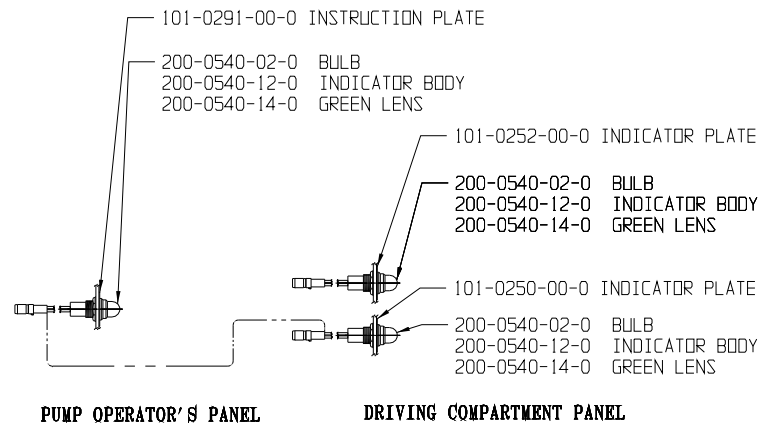 101-0291-00-0 INSTRUCTION PLATE
200-0540-02-0 BULB
200-0540-12-0 INDICATOR BODY
200-0540-14-0 GREEN LENS
101-0252-00-0 INDICATOR PLATE
200-0540-02-0 BULB
200-0540-12-0 INDICATOR BODY
200-0540-14-0 GREEN LENS
101-0250-00-0 INDICATOR PLATE
200-0540-02-0 BULB
200-0540-12-0 INDICATOR BODY
200-0540-14-0 GREEN LENS
PUMP OPERATOR'S PANEL
DRIVING COMPARTMENT PANEL